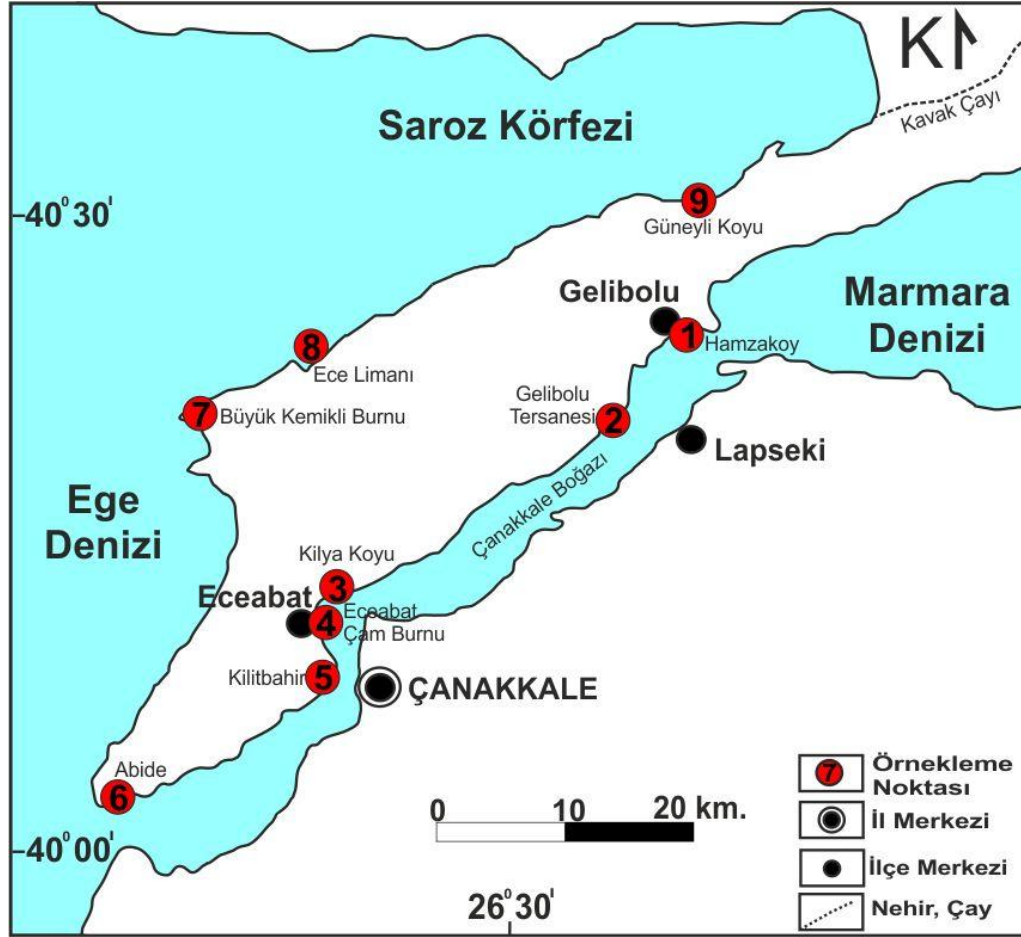 K
Kavak Çayı
Saroz Körfezi
40° 30'
9
Güneyli Koyu
Gelibolu
Marmara
Denizi
1
Hamzakoy
8
Ece Limanı
7
Büyük Kemikli Burnu
Gelibolu
Tersanesi
2
Lapseki
Ege
Denizi
Çanakkale Boğazı
Kilya Koyu
3
Eceabat
4
Eceabat
Çam Burnu
Kilitbahir
5
ÇANAKKALE
Abide
6
0 10 20 km.
40° 00'
26° 30'
7
Örnekleme
Noktası
İl Merkezi
İlçe Merkezi
Nehir, Çay